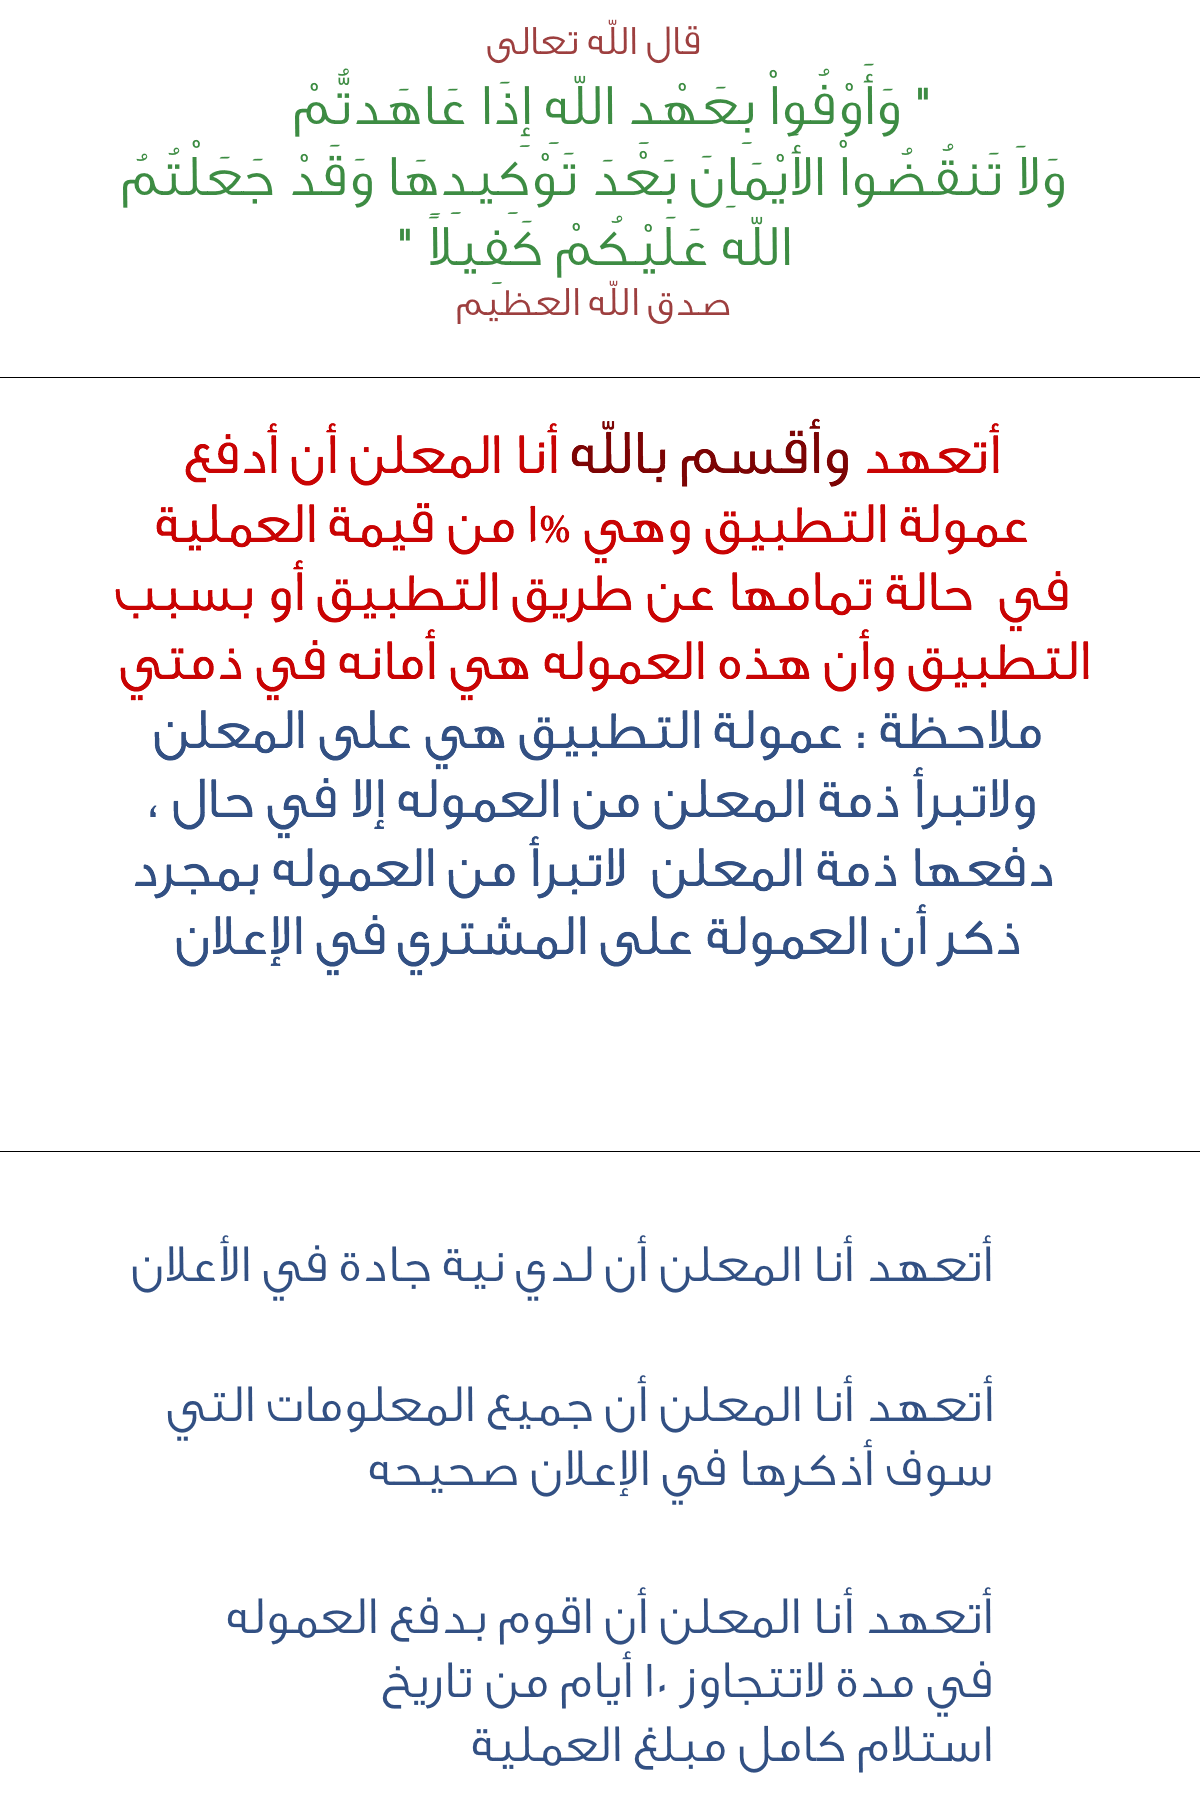 قال اللّه تعالى
" وَأَوْفُواْ بِعَهْدِ اللّهِ إِذَا عَاهَدتُّمْ
وَلاَ تَنقُضُواْ الأَيْمَانَ بَعْدَ تَوْكِيدِهَا وَقَدْ جَعَلْتُمُ
اللّهَ عَلَيْكُمْ كَفِيلاً "
صدق اللّه العظيم
أتعهد وأقسم باللّه أنا المعلن أن أدفع
عمولة التطبيق وهي %١ من قيمة العملية
في حالة تمامها عن طريق التطبيق أو بسبب
التطبيق وأن هذه العموله هي أمانه في ذمتي
ملاحظة : عمولة التطبيق هي على المعلن
ولاتبرأ ذمة المعلن من العموله إلا في حال ،
دفعها ذمة المعلن لاتبرأ من العموله بمجرد
ذكر أن العمولة على المشتري في الإعلان
أتعهد أنا المعلن أن لدي نية جادة في الأعلان
أتعهد أنا المعلن أن جميع المعلومات التي
سوف أذكرها في الإعلان صحيحه
أتعهد أنا المعلن أن اقوم بدفع العموله
في مدة لاتتجاوز ١٠ أيام من تاريخ
استلام كامل مبلغ العملية